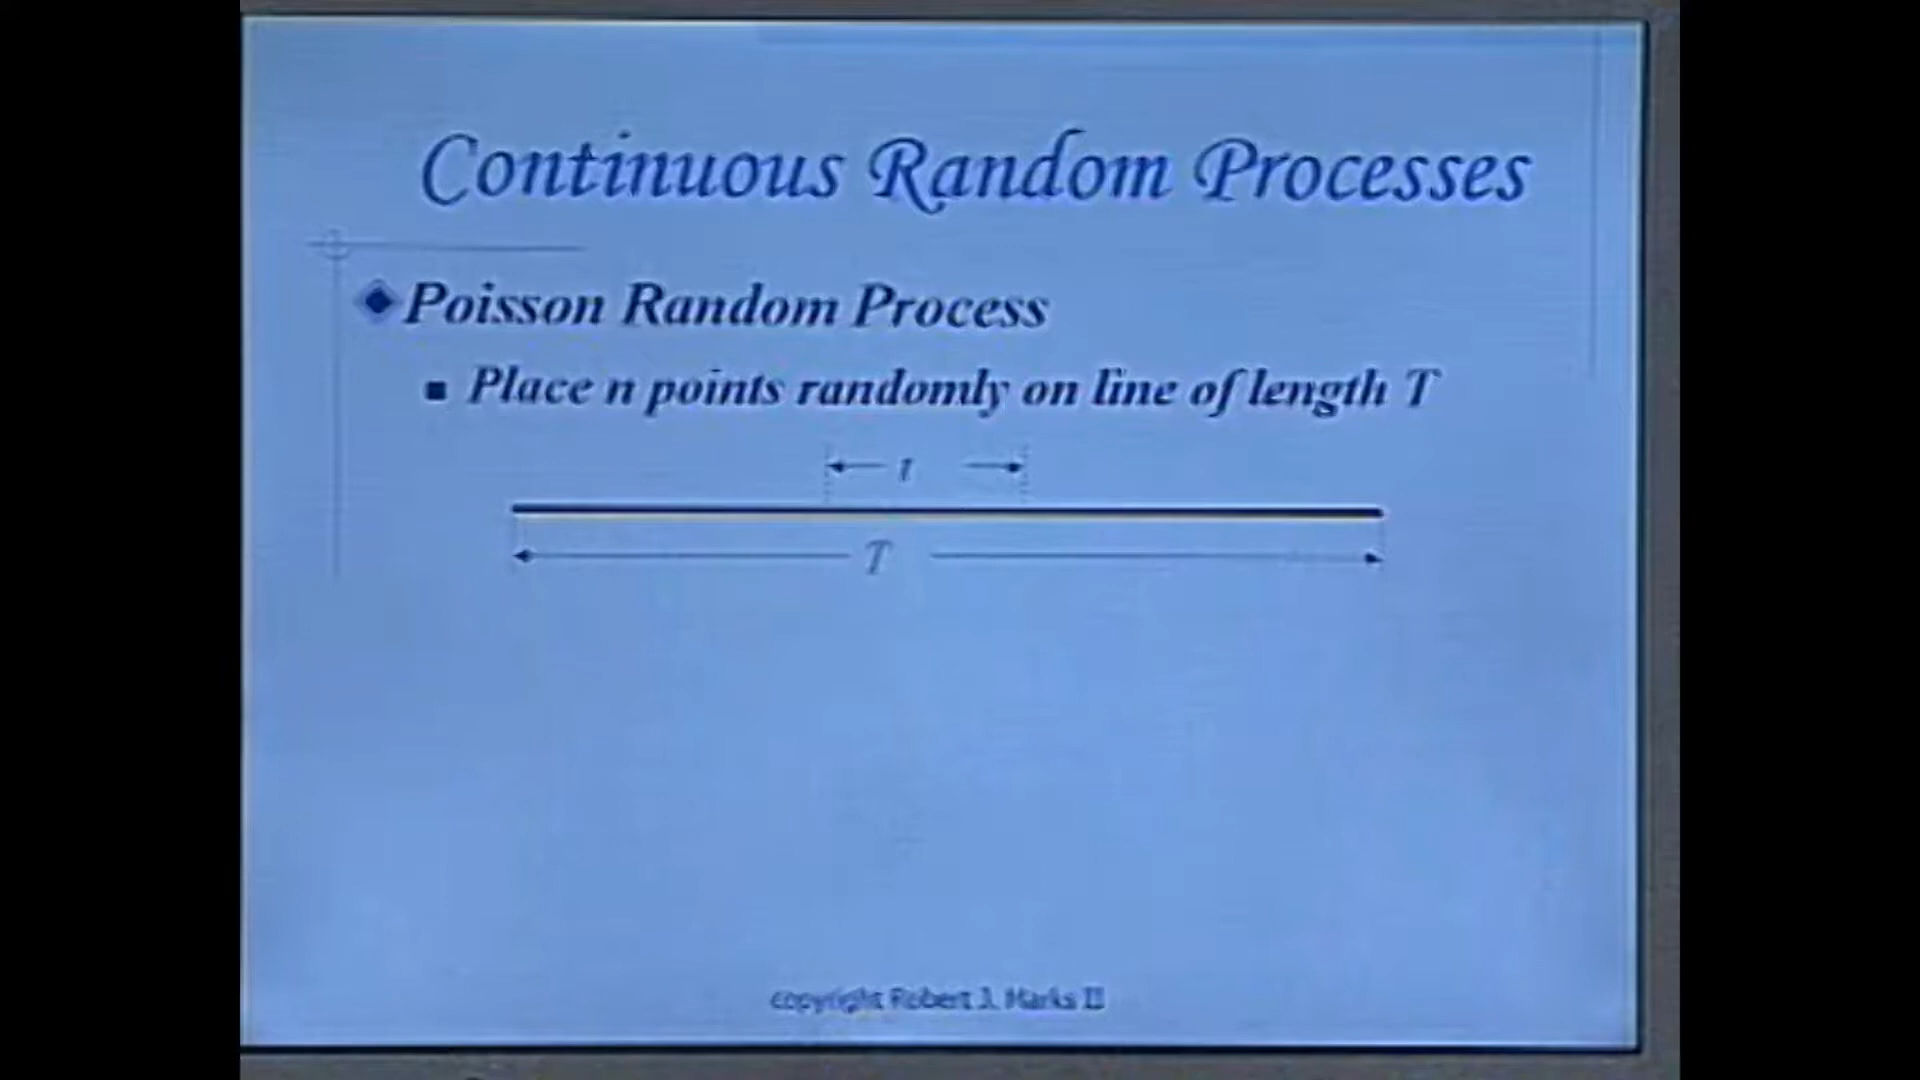 Continuous Random Processes
Poisson Random Process
Place n points randomly on line of length T
t
T
copyright Robert J. Marks II